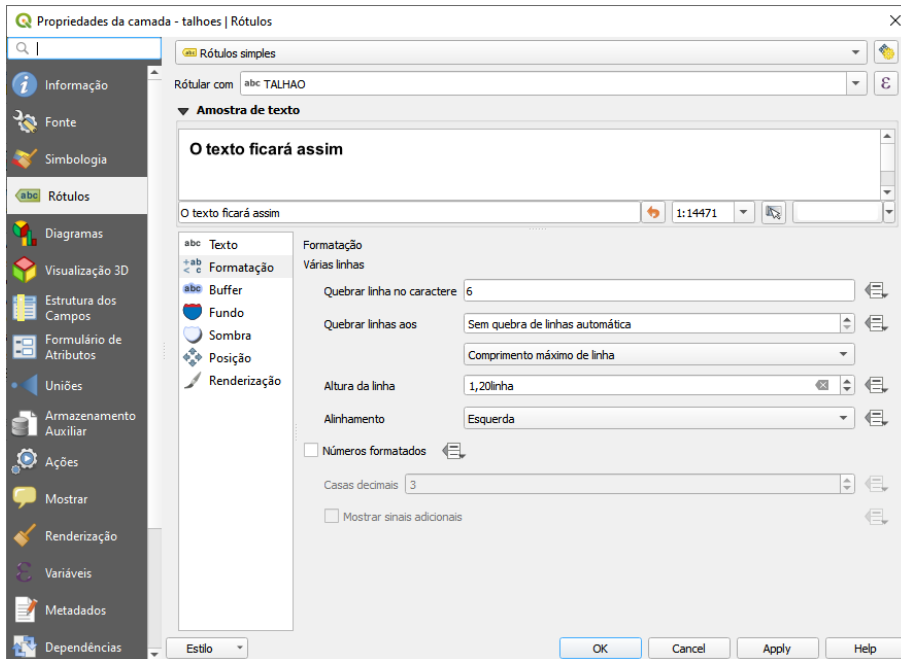 Propriedades da camada - talhoes | Rótulos
Rótulos simples
Rótular com abc TALHAO
Amostra de texto
O texto ficará assim
O texto ficará assim
1:14471
Informação
Fonte
Simbologia
abc Rótulos
Diagramas
Visualização 3D
Estrutura dos
Campos
Formulário de
Atributos
Uniões
Armazenamento
Auxiliar
Ações
Mostrar
Renderização
Variáveis
Metadados
Dependências
abc Texto
+ab
< c Formatação
abc Buffer
Fundo
Sombra
Posição
Renderização
Formatação
Várias linhas
Quebrar linha no caractere 6
Quebrar linhas aos Sem quebra de linhas automática
Comprimento máximo de linha
Altura da linha 1,20linha
Alinhamento Esquerda
Números formatados
Casas decimais 3
Mostrar sinais adicionais
Estilo
OK Cancel Apply Help